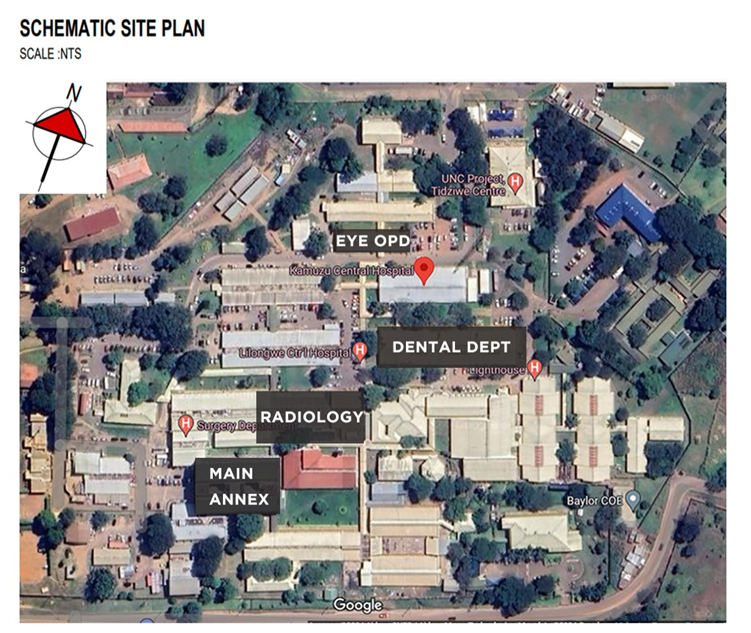 SCHEMATIC SITE PLAN
SCALE :NTS
N
UNC Project,
Tidziwe Centre
EYE OPD
Kamuzu Central Hospital
DENTAL DEPT
Lilongwe Ctr'l Hospital
Lighthouse
RADIOLOGY
Surgery Dep
MAIN
ANNEX
Baylor COE
Google